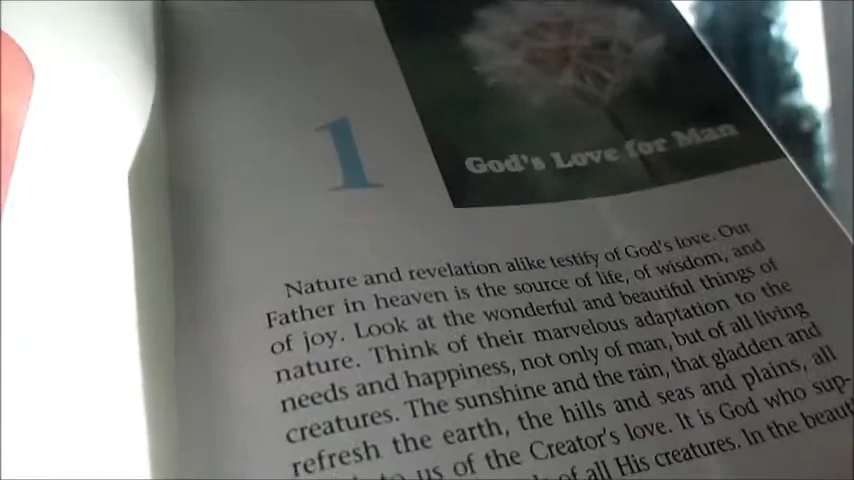 1
God's Love for Man
Nature and revelation alike testify of God's love. Our
Father in heaven is the source of life, of wisdom, and
of joy. Look at the wonderful and beautiful things of
nature. Think of their marvelous adaptation to the
needs and happiness, not only of man, but of all living
creatures. The sunshine and the rain, that gladden and
refresh the earth, the hills and seas and plains, all
to us of the Creator's love. It is God who sup-
of all His creatures. In the beaut